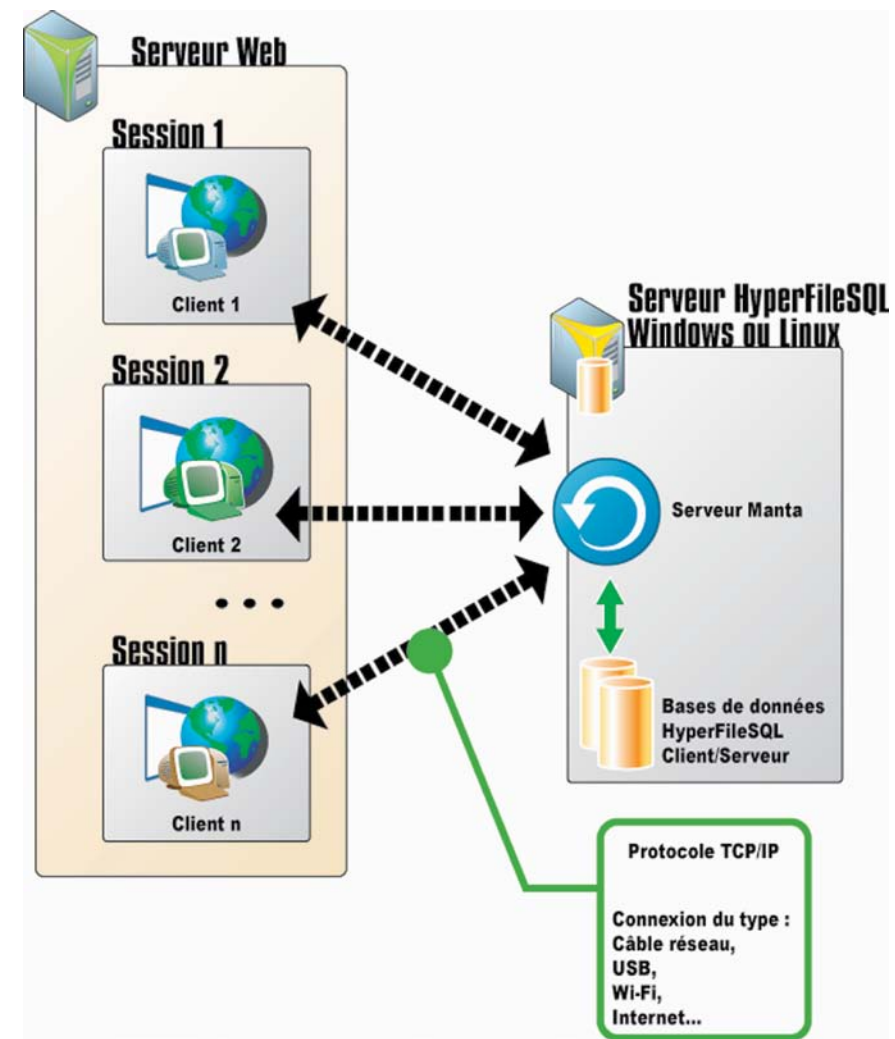 Serveur Web
Session 1
Client 1
Session 2
Client 2
...
Session n
Client n
Serveur HyperFileSQL
Windows ou Linux
Serveur Manta
Bases de données
HyperFileSQL
Client/Serveur
Protocole TCP/IP
Connexion du type :
Câble réseau,
USB,
Wi-Fi,
Internet...